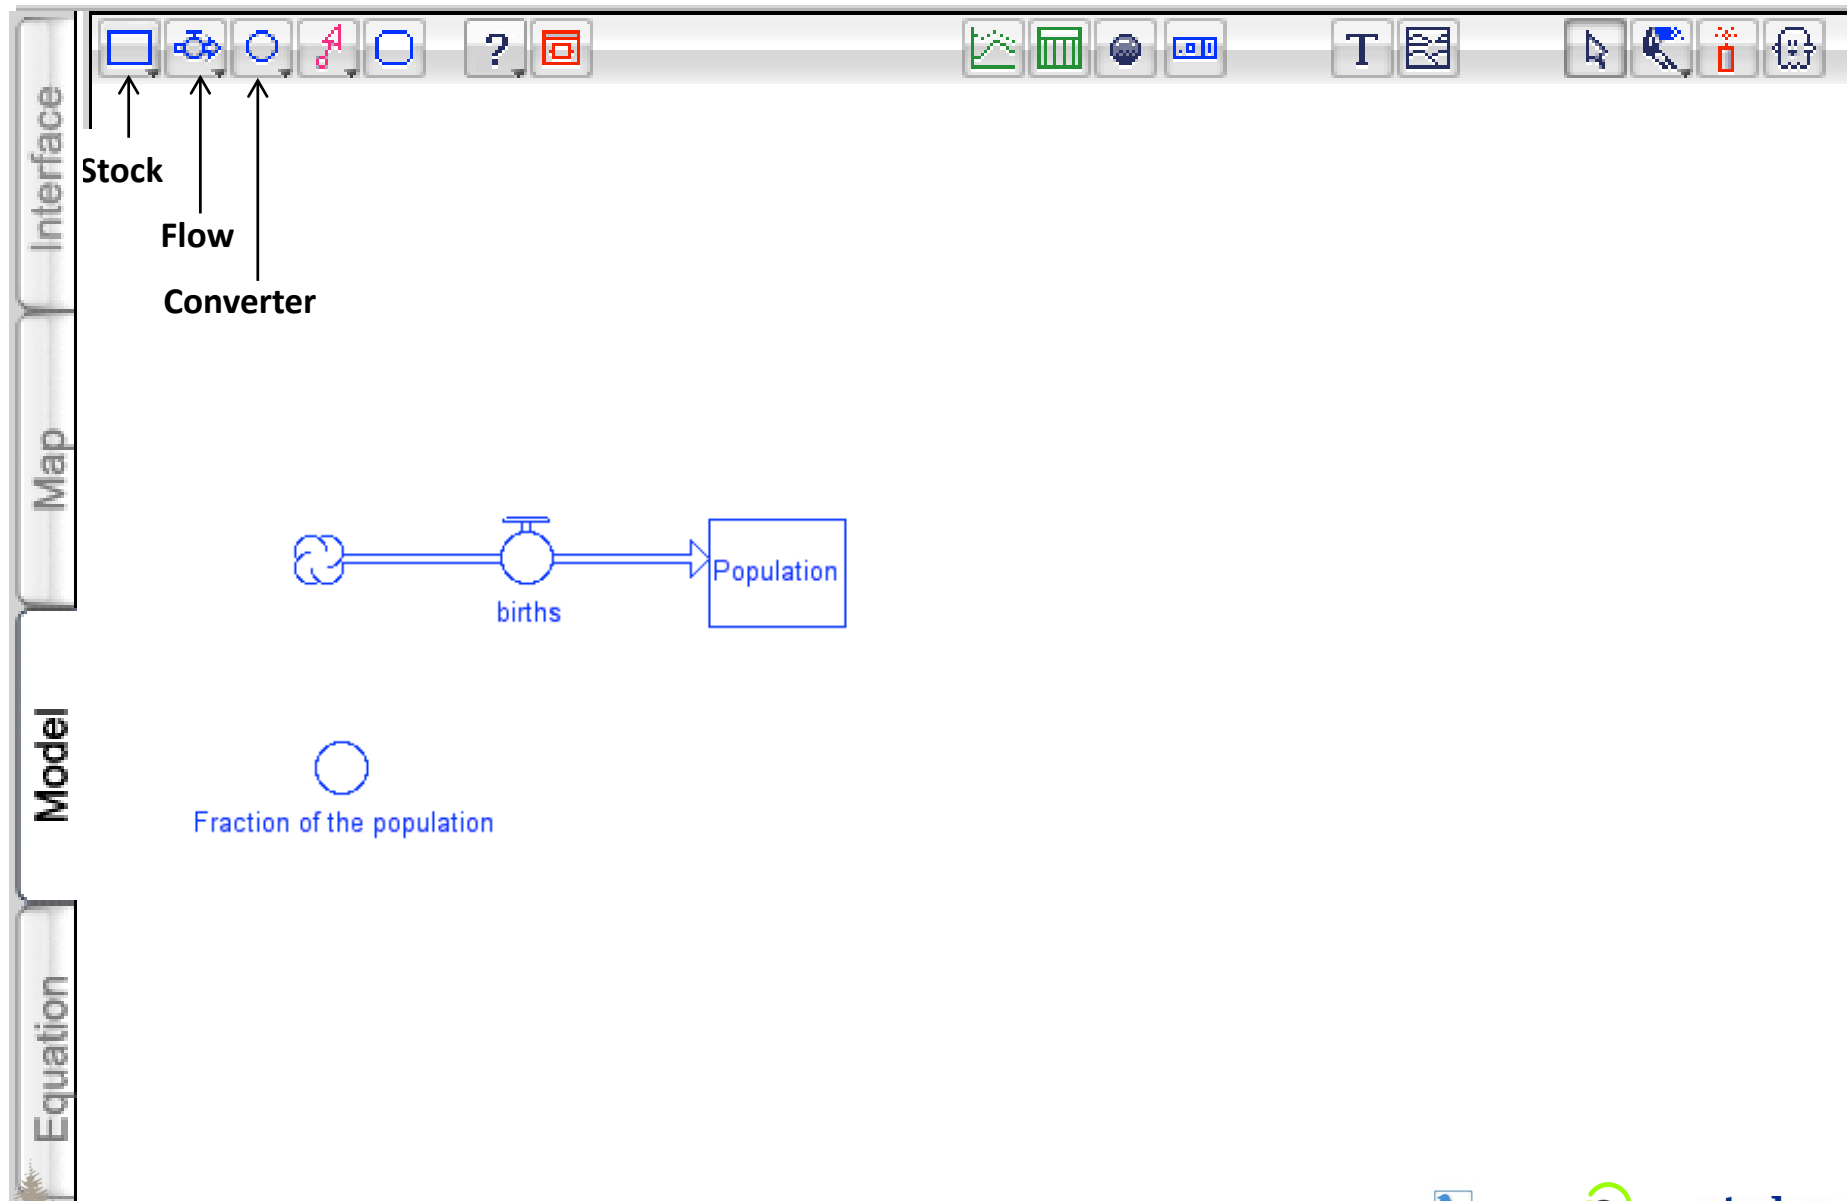 Interface
Map
Model
Equation
?
T
Stock
Flow
Converter
Population
births
Fraction of the population